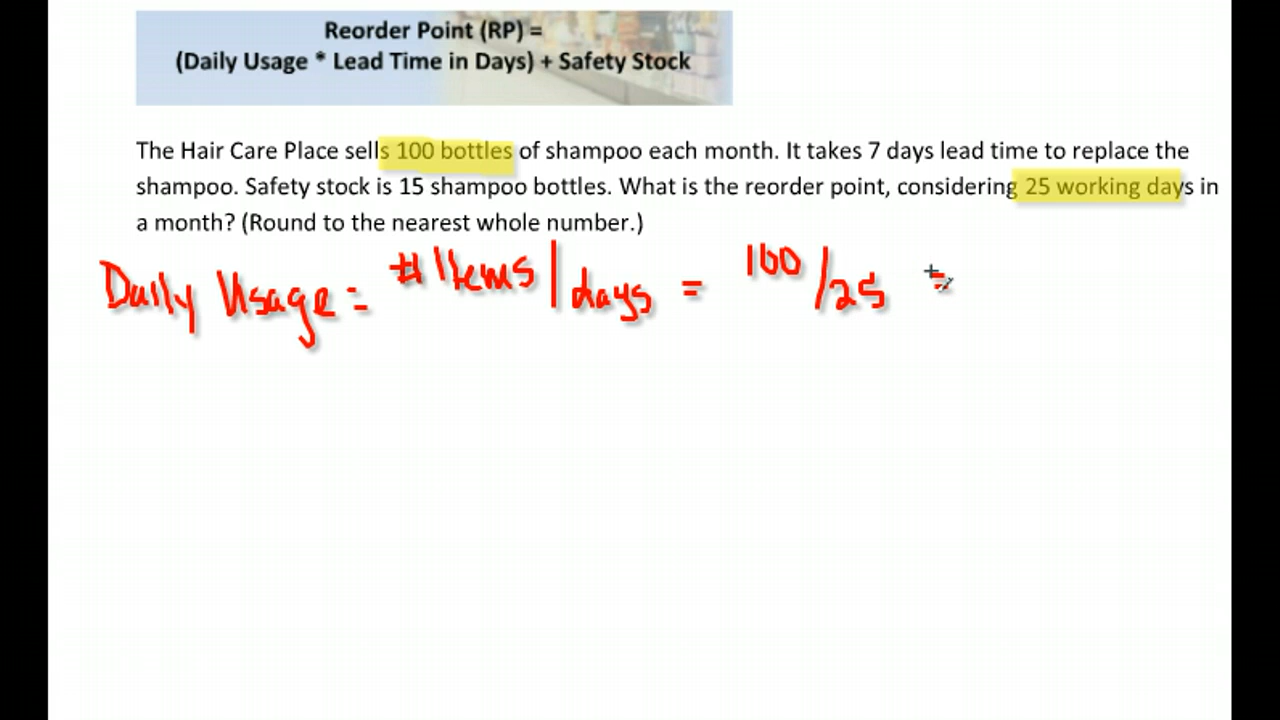 Reorder Point (RP) =
(Daily Usage * Lead Time in Days) + Safety Stock
The Hair Care Place sells 100 bottles of shampoo each month. It takes 7 days lead time to replace the
shampoo. Safety stock is 15 shampoo bottles. What is the reorder point, considering 25 working days in
a month? (Round to the nearest whole number.)
Daily Usage = # Items / days = 100 / 25 =